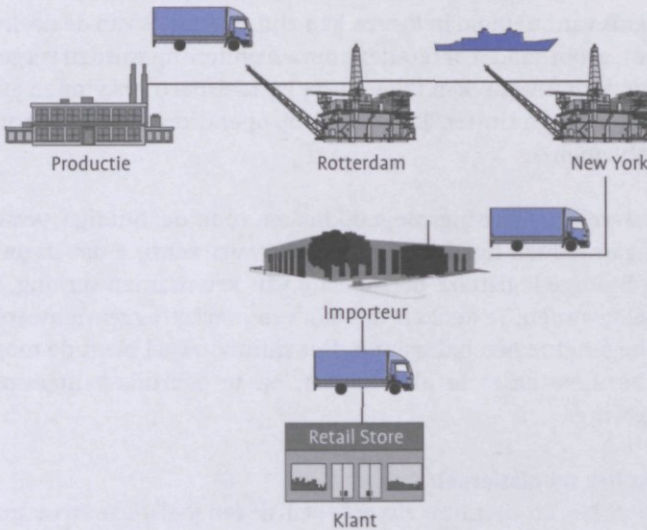 Productie
Rotterdam
New York
Importeur
Retail Store
Klant